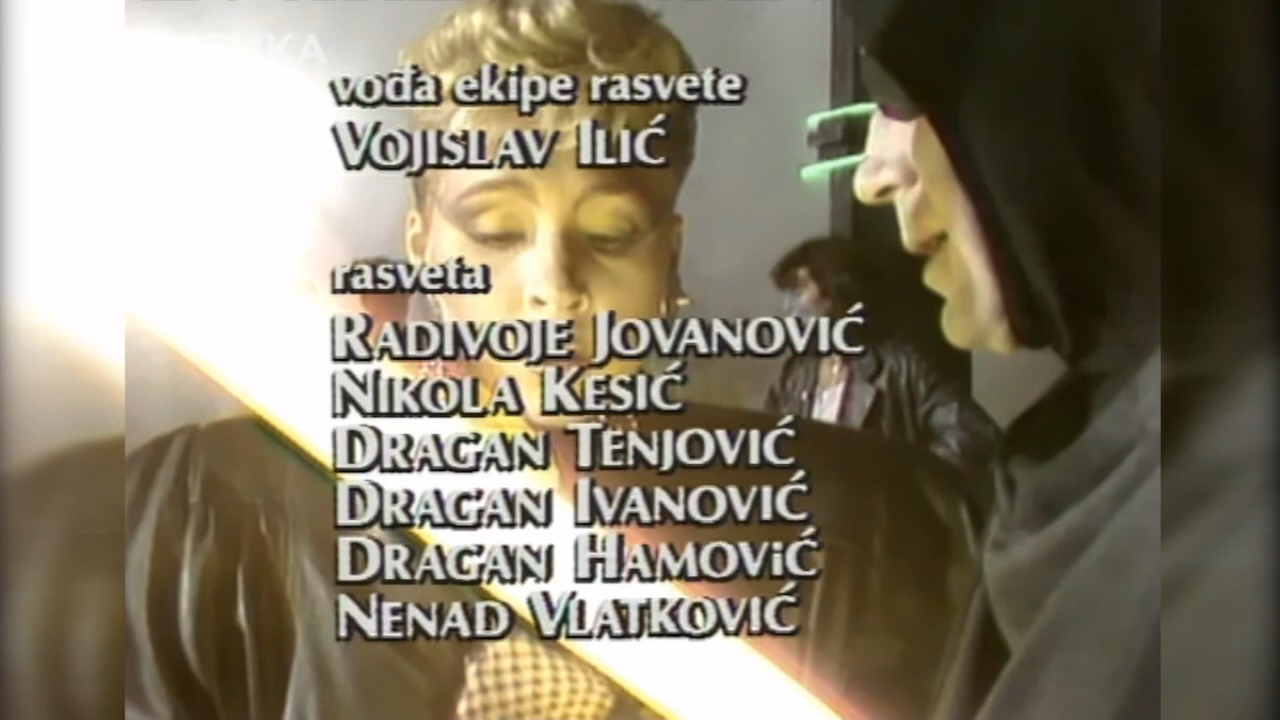 vođa ekipe rasvete
VOJISLAV ILIĆ
rasveta
RADIVOJE JOVANOVIĆ
NIKOLA KESIĆ
DRAGAN TENJOVIĆ
DRAGAN IVANOVIĆ
DRAGAN HAMOViĆ
NENAD VLATKOVIĆ